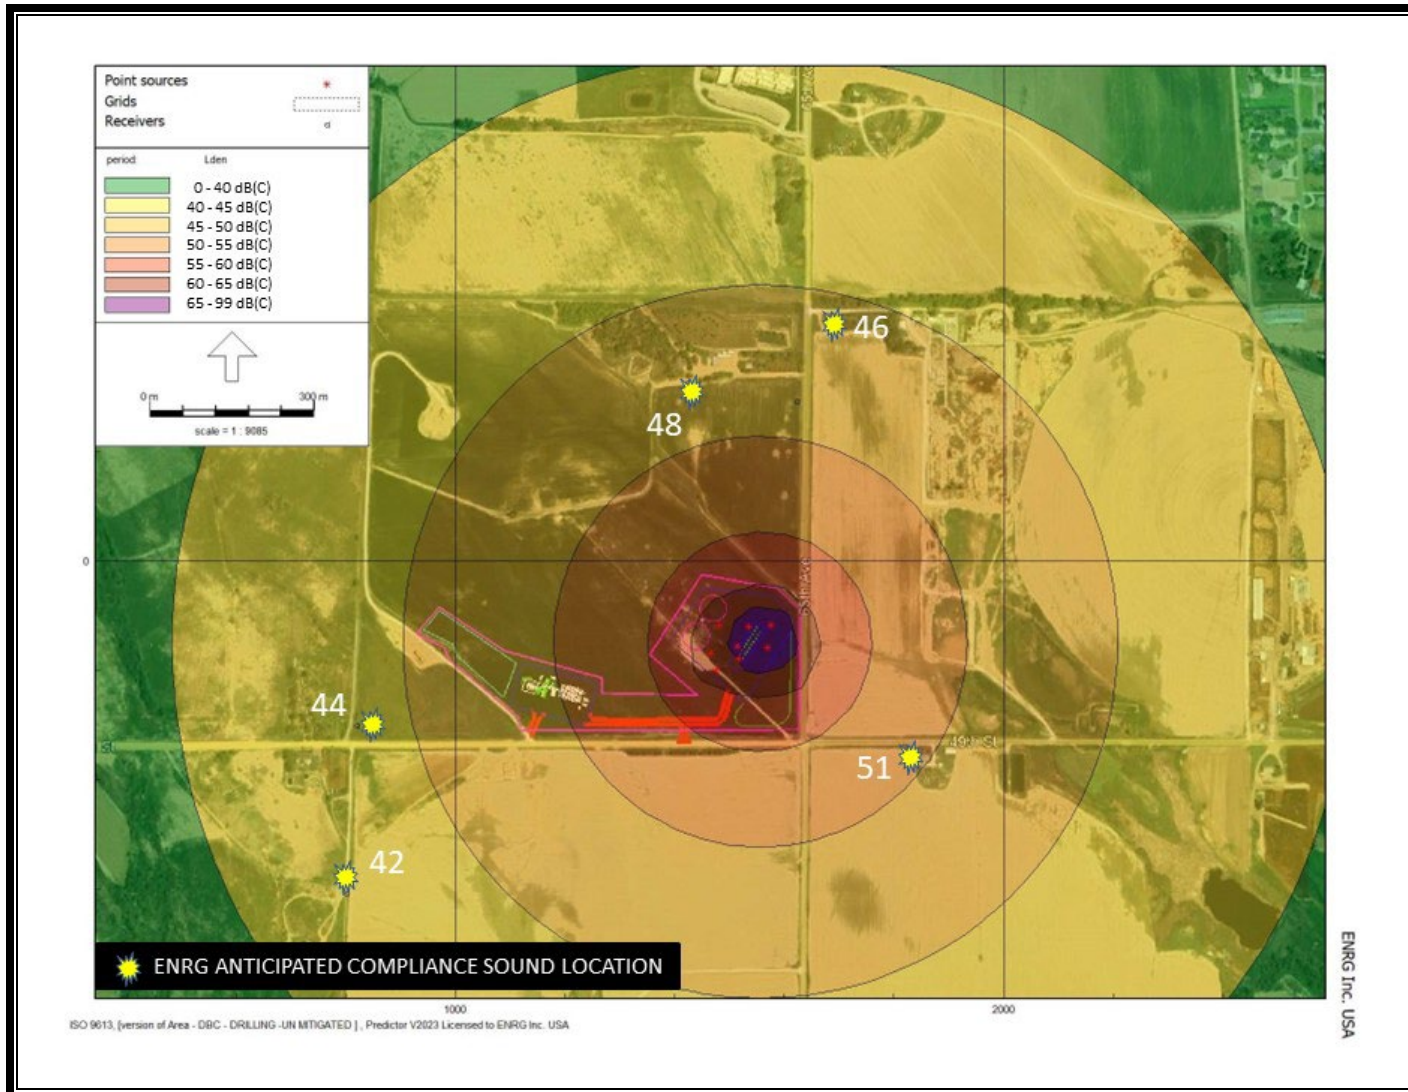 Point sources
Grids
Receivers
period
Lden
0 - 40 dB(C)
40 - 45 dB(C)
45 - 50 dB(C)
50 - 55 dB(C)
55 - 60 dB(C)
60 - 65 dB(C)
65 - 99 dB(C)
0 m
300 m
scale = 1 : 9085
46
48
0
44
49th St
51
42
ENRG ANTICIPATED COMPLIANCE SOUND LOCATION
1000
2000
ISO 9613, [version of Area - DBC - DRILLING -UN MITIGATED ] , Predictor V2023 Licensed to ENRG Inc. USA
ENRG Inc. USA